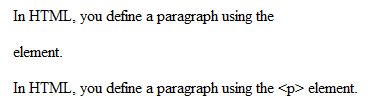 In HTML, you define a paragraph using the
element.
In HTML, you define a paragraph using the <p> element.